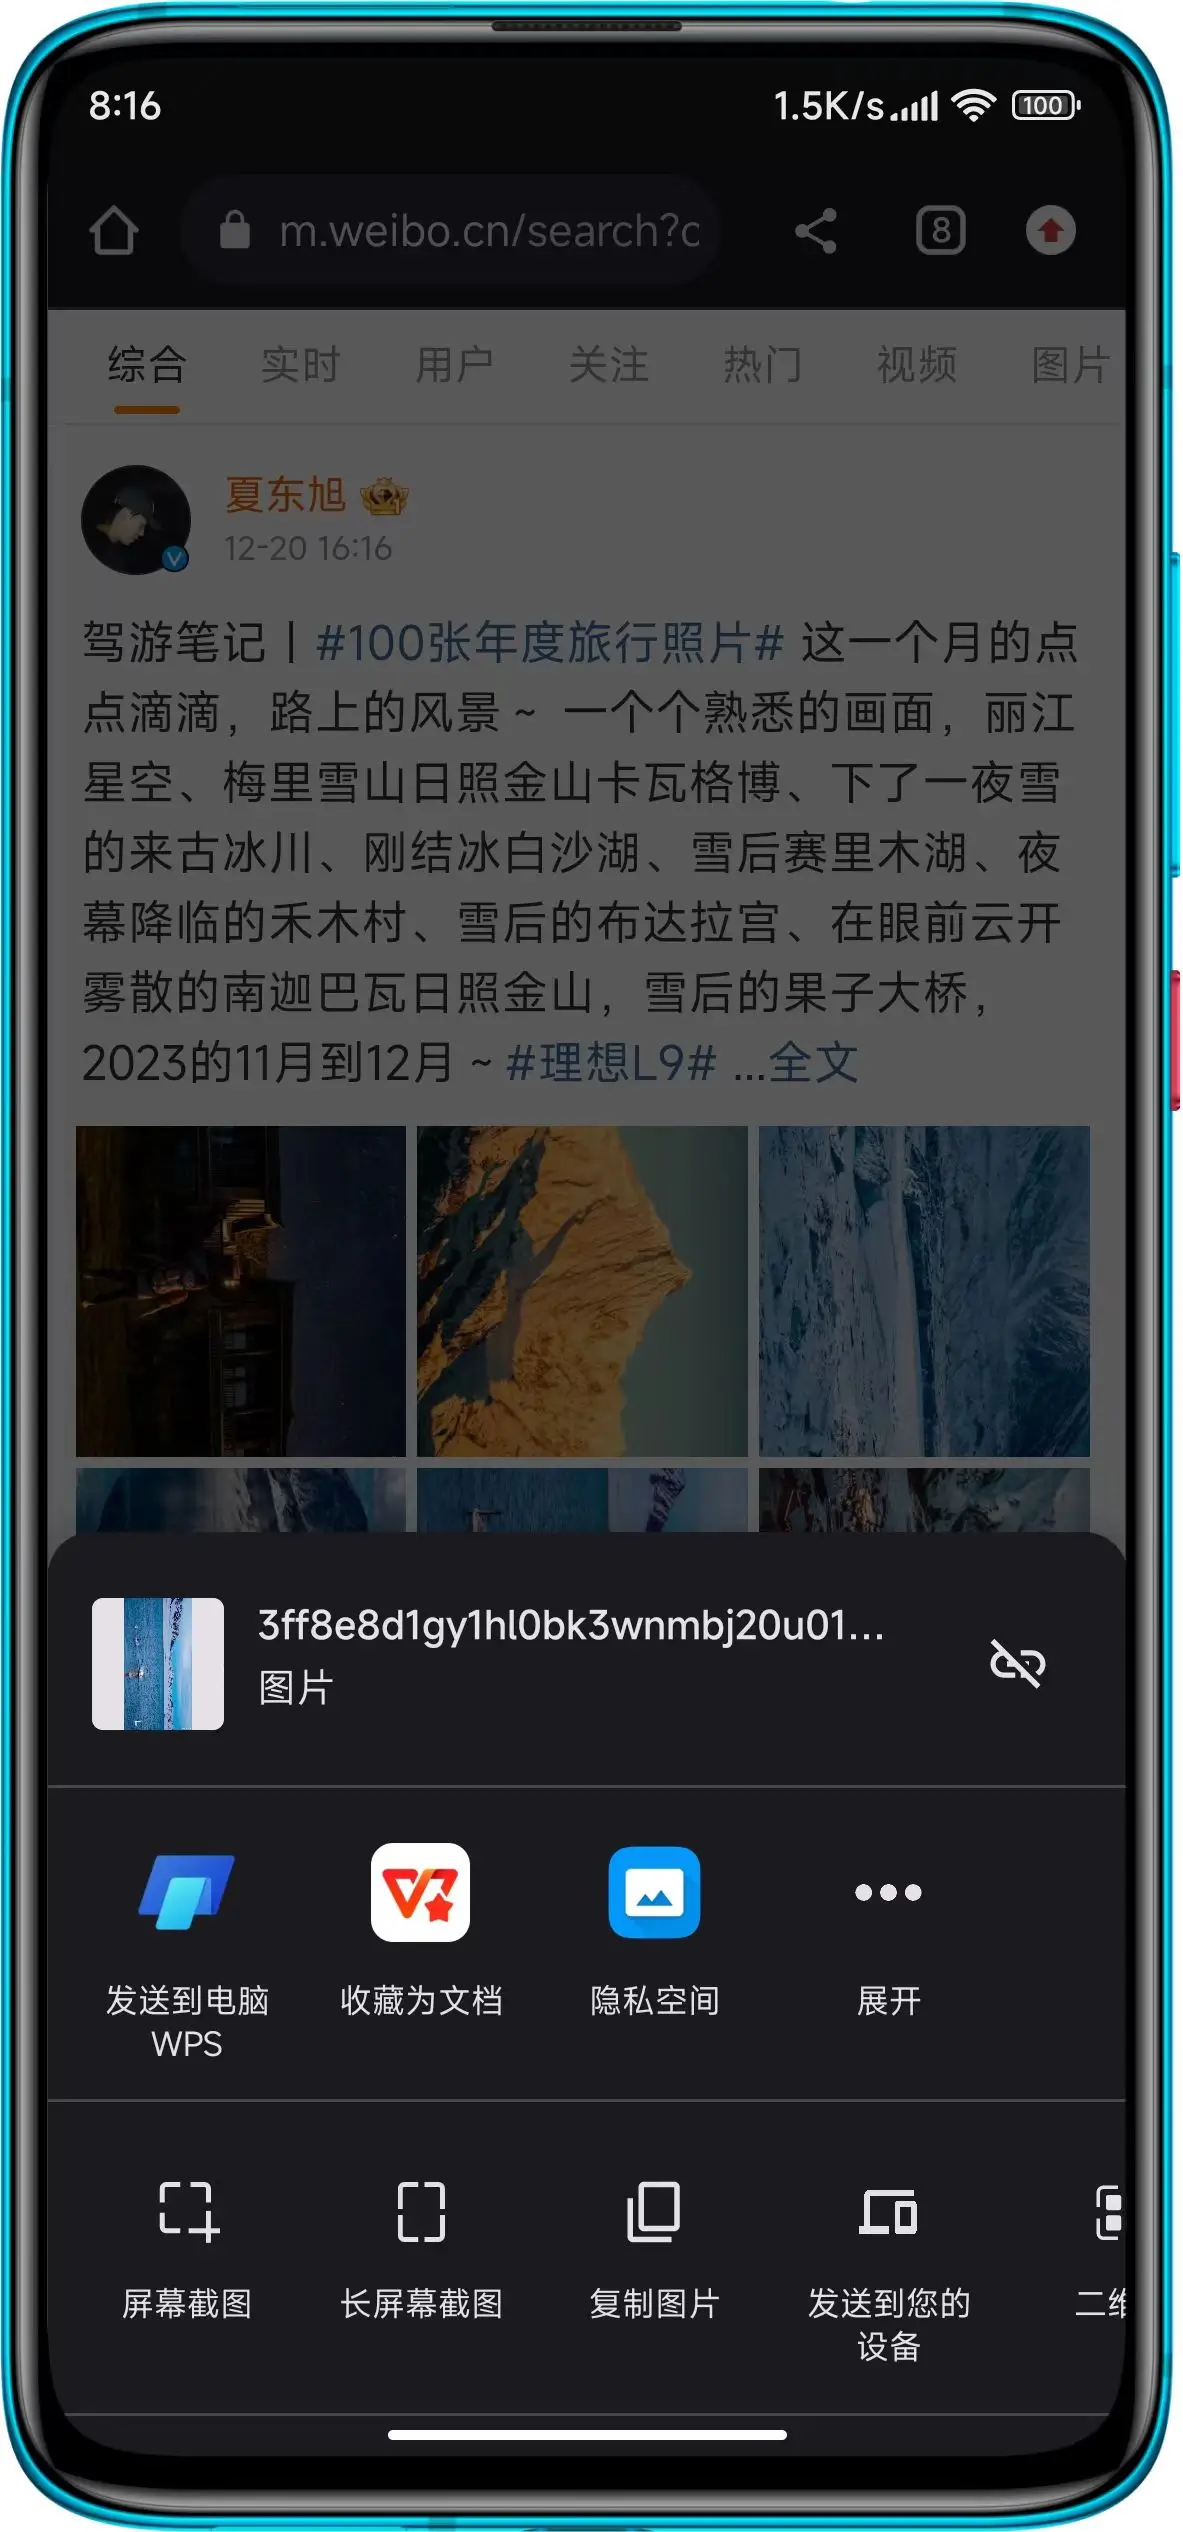 8:16
1.5K/s
100
m.weibo.cn/search?c
8
综合 实时 用户 关注 热门 视频 图片
夏东旭
12-20 16:16
驾游笔记丨#100张年度旅行照片# 这一个月的点
点滴滴，路上的风景 ~ 一个个熟悉的画面，丽江
星空、梅里雪山日照金山卡瓦格博、下了一夜雪
的来古冰川、刚结冰白沙湖、雪后赛里木湖、夜
幕降临的禾木村、雪后的布达拉宫、在眼前云开
雾散的南迦巴瓦日照金山，雪后的果子大桥，
2023的11月到12月 ~ #理想L9# ...全文
3ff8e8d1gy1hl0bk3wnmbj20u01...
图片
发送到电脑
WPS
收藏为文档
隐私空间
展开
屏幕截图
长屏幕截图
复制图片
发送到您的
设备
二维